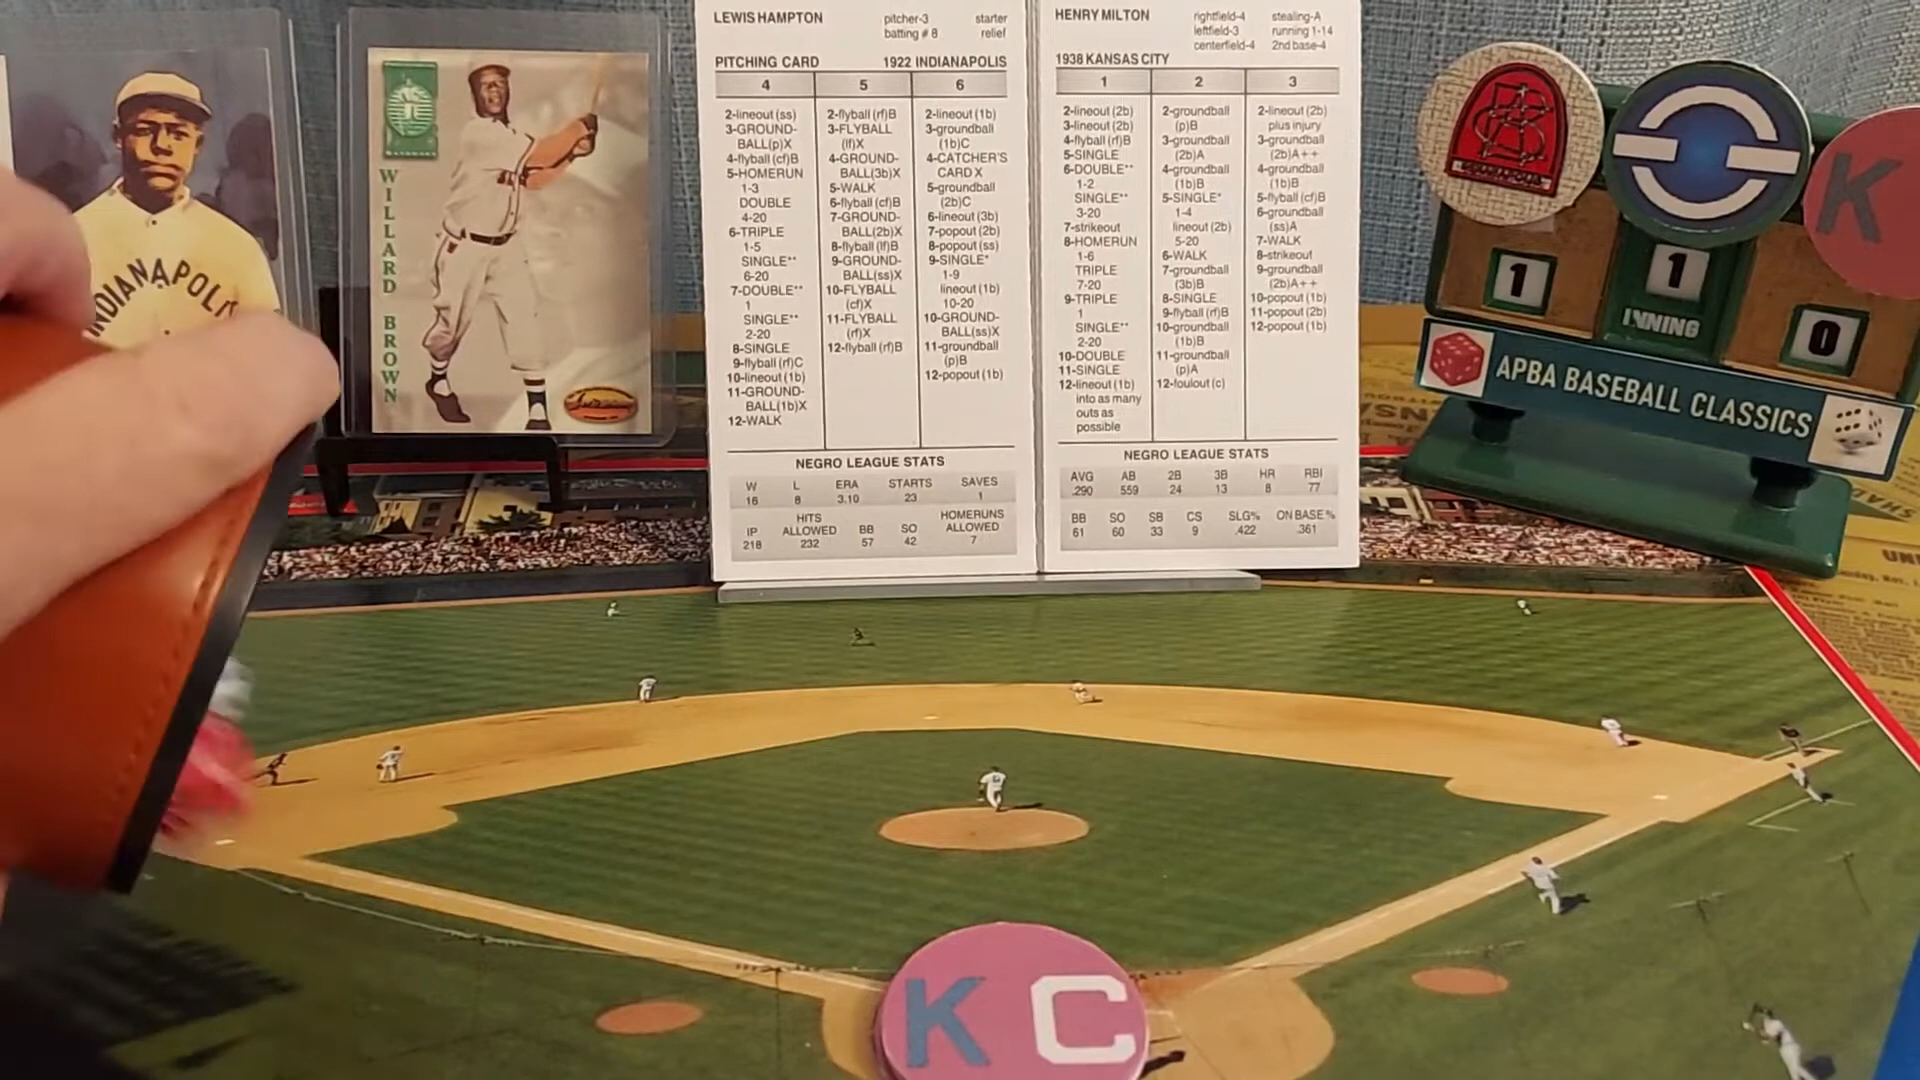 INDIANAPOLI
WILLARD BROWN
LEWIS HAMPTON
pitcher-3 starter
batting # 8 relief
PITCHING CARD 1922 INDIANAPOLIS
4
2-lineout (ss)
3-GROUND-
BALL(p)X
4-flyball (cf)B
5-HOMERUN
1-3
DOUBLE
4-20
6-TRIPLE
1-5
SINGLE**
6-20
7-DOUBLE**
1
SINGLE**
2-20
8-SINGLE
9-flyball (rf)C
10-lineout (1b)
11-GROUND-
BALL(1b)X
12-WALK
5
2-flyball (rf)B
3-FLYBALL
(lf)X
4-GROUND-
BALL(3b)X
5-WALK
6-flyball (cf)B
7-GROUND-
BALL(2b)X
8-flyball (lf)B
9-GROUND-
BALL(ss)X
10-FLYBALL
(cf)X
11-FLYBALL
(rf)X
12-flyball (rf)B
6
2-lineout (1b)
3-groundball
(1b)C
4-CATCHER'S
CARD X
5-groundball
(2b)C
6-lineout (3b)
7-popout (2b)
8-popout (ss)
9-SINGLE*
1-9
lineout (1b)
10-20
10-GROUND-
BALL(ss)X
11-groundball
(p)B
12-popout (1b)
NEGRO LEAGUE STATS
W L ERA STARTS SAVES
16 8 3.10 23 1
IP HITS ALLOWED BB SO HOMERUNS ALLOWED
218 232 57 42 7
HENRY MILTON
rightfield-4 stealing-A
leftfield-3 running 1-14
centerfield-4 2nd base-4
1938 KANSAS CITY
1
2-lineout (2b)
3-lineout (2b)
4-flyball (rf)B
5-SINGLE
6-DOUBLE**
1-2
SINGLE**
3-20
7-strikeout
8-HOMERUN
1-6
TRIPLE
7-20
9-TRIPLE
1
SINGLE**
2-20
10-DOUBLE
11-SINGLE
12-lineout (1b)
into as many
outs as
possible
2
2-groundball
(p)B
3-groundball
(2b)A
4-groundball
(1b)B
5-SINGLE*
1-4
lineout (2b)
5-20
6-WALK
7-groundball
(3b)B
8-SINGLE
9-flyball (rf)B
10-groundball
(1b)B
11-groundball
(p)A
12-foulout (c)
3
2-lineout (2b)
plus injury
3-groundball
(2b)A++
4-groundball
(1b)B
5-flyball (cf)B
6-groundball
(ss)A
7-WALK
8-strikeout
9-groundball
(2b)A++
10-popout (1b)
11-popout (2b)
12-popout (1b)
NEGRO LEAGUE STATS
AVG AB 2B 3B HR RBI
.290 559 24 13 8 77
BB SO SB CS SLG% ON BASE%
61 60 33 9 .422 .361
K
1 1 0
INNING
APBA BASEBALL CLASSICS
K C